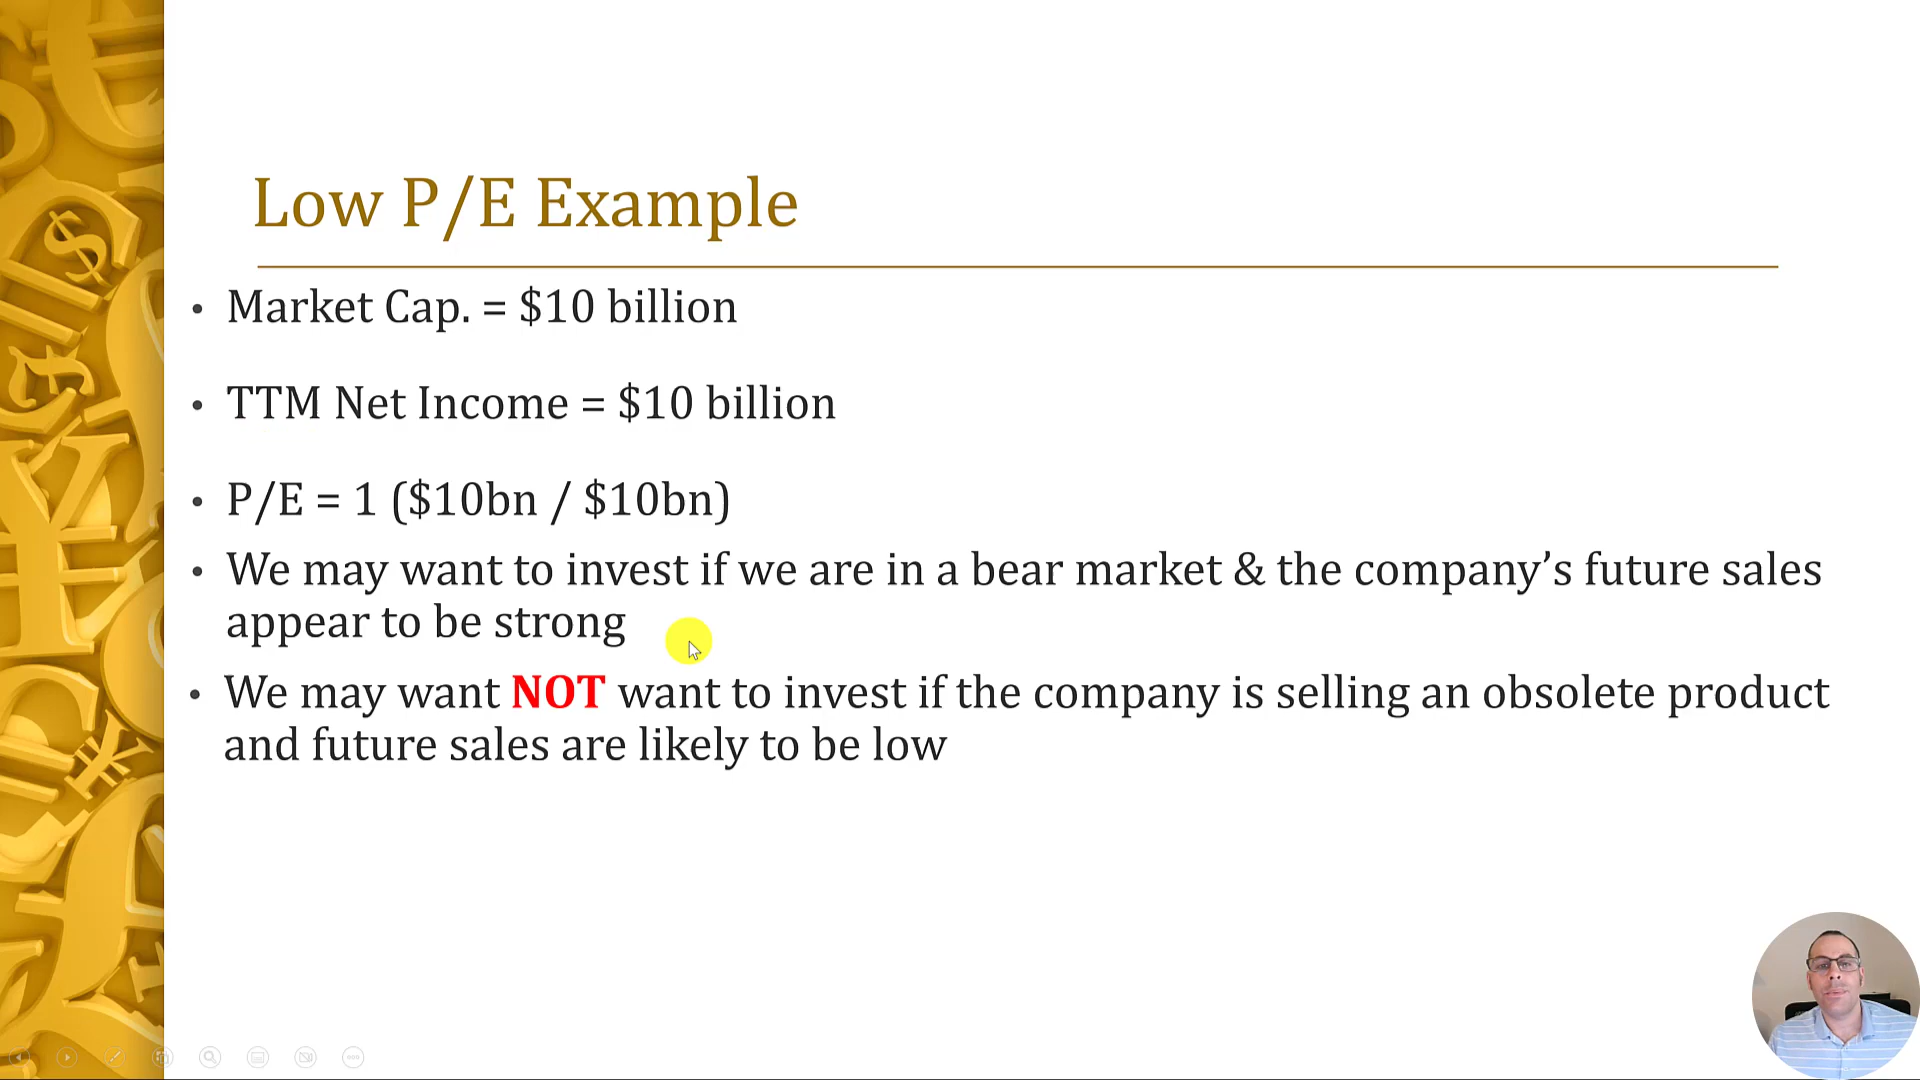 Low P/E Example
• Market Cap. = $10 billion
• TTM Net Income = $10 billion
• P/E = 1 ($10bn / $10bn)
• We may want to invest if we are in a bear market & the company’s future sales
appear to be strong
• We may want NOT want to invest if the company is selling an obsolete product
and future sales are likely to be low